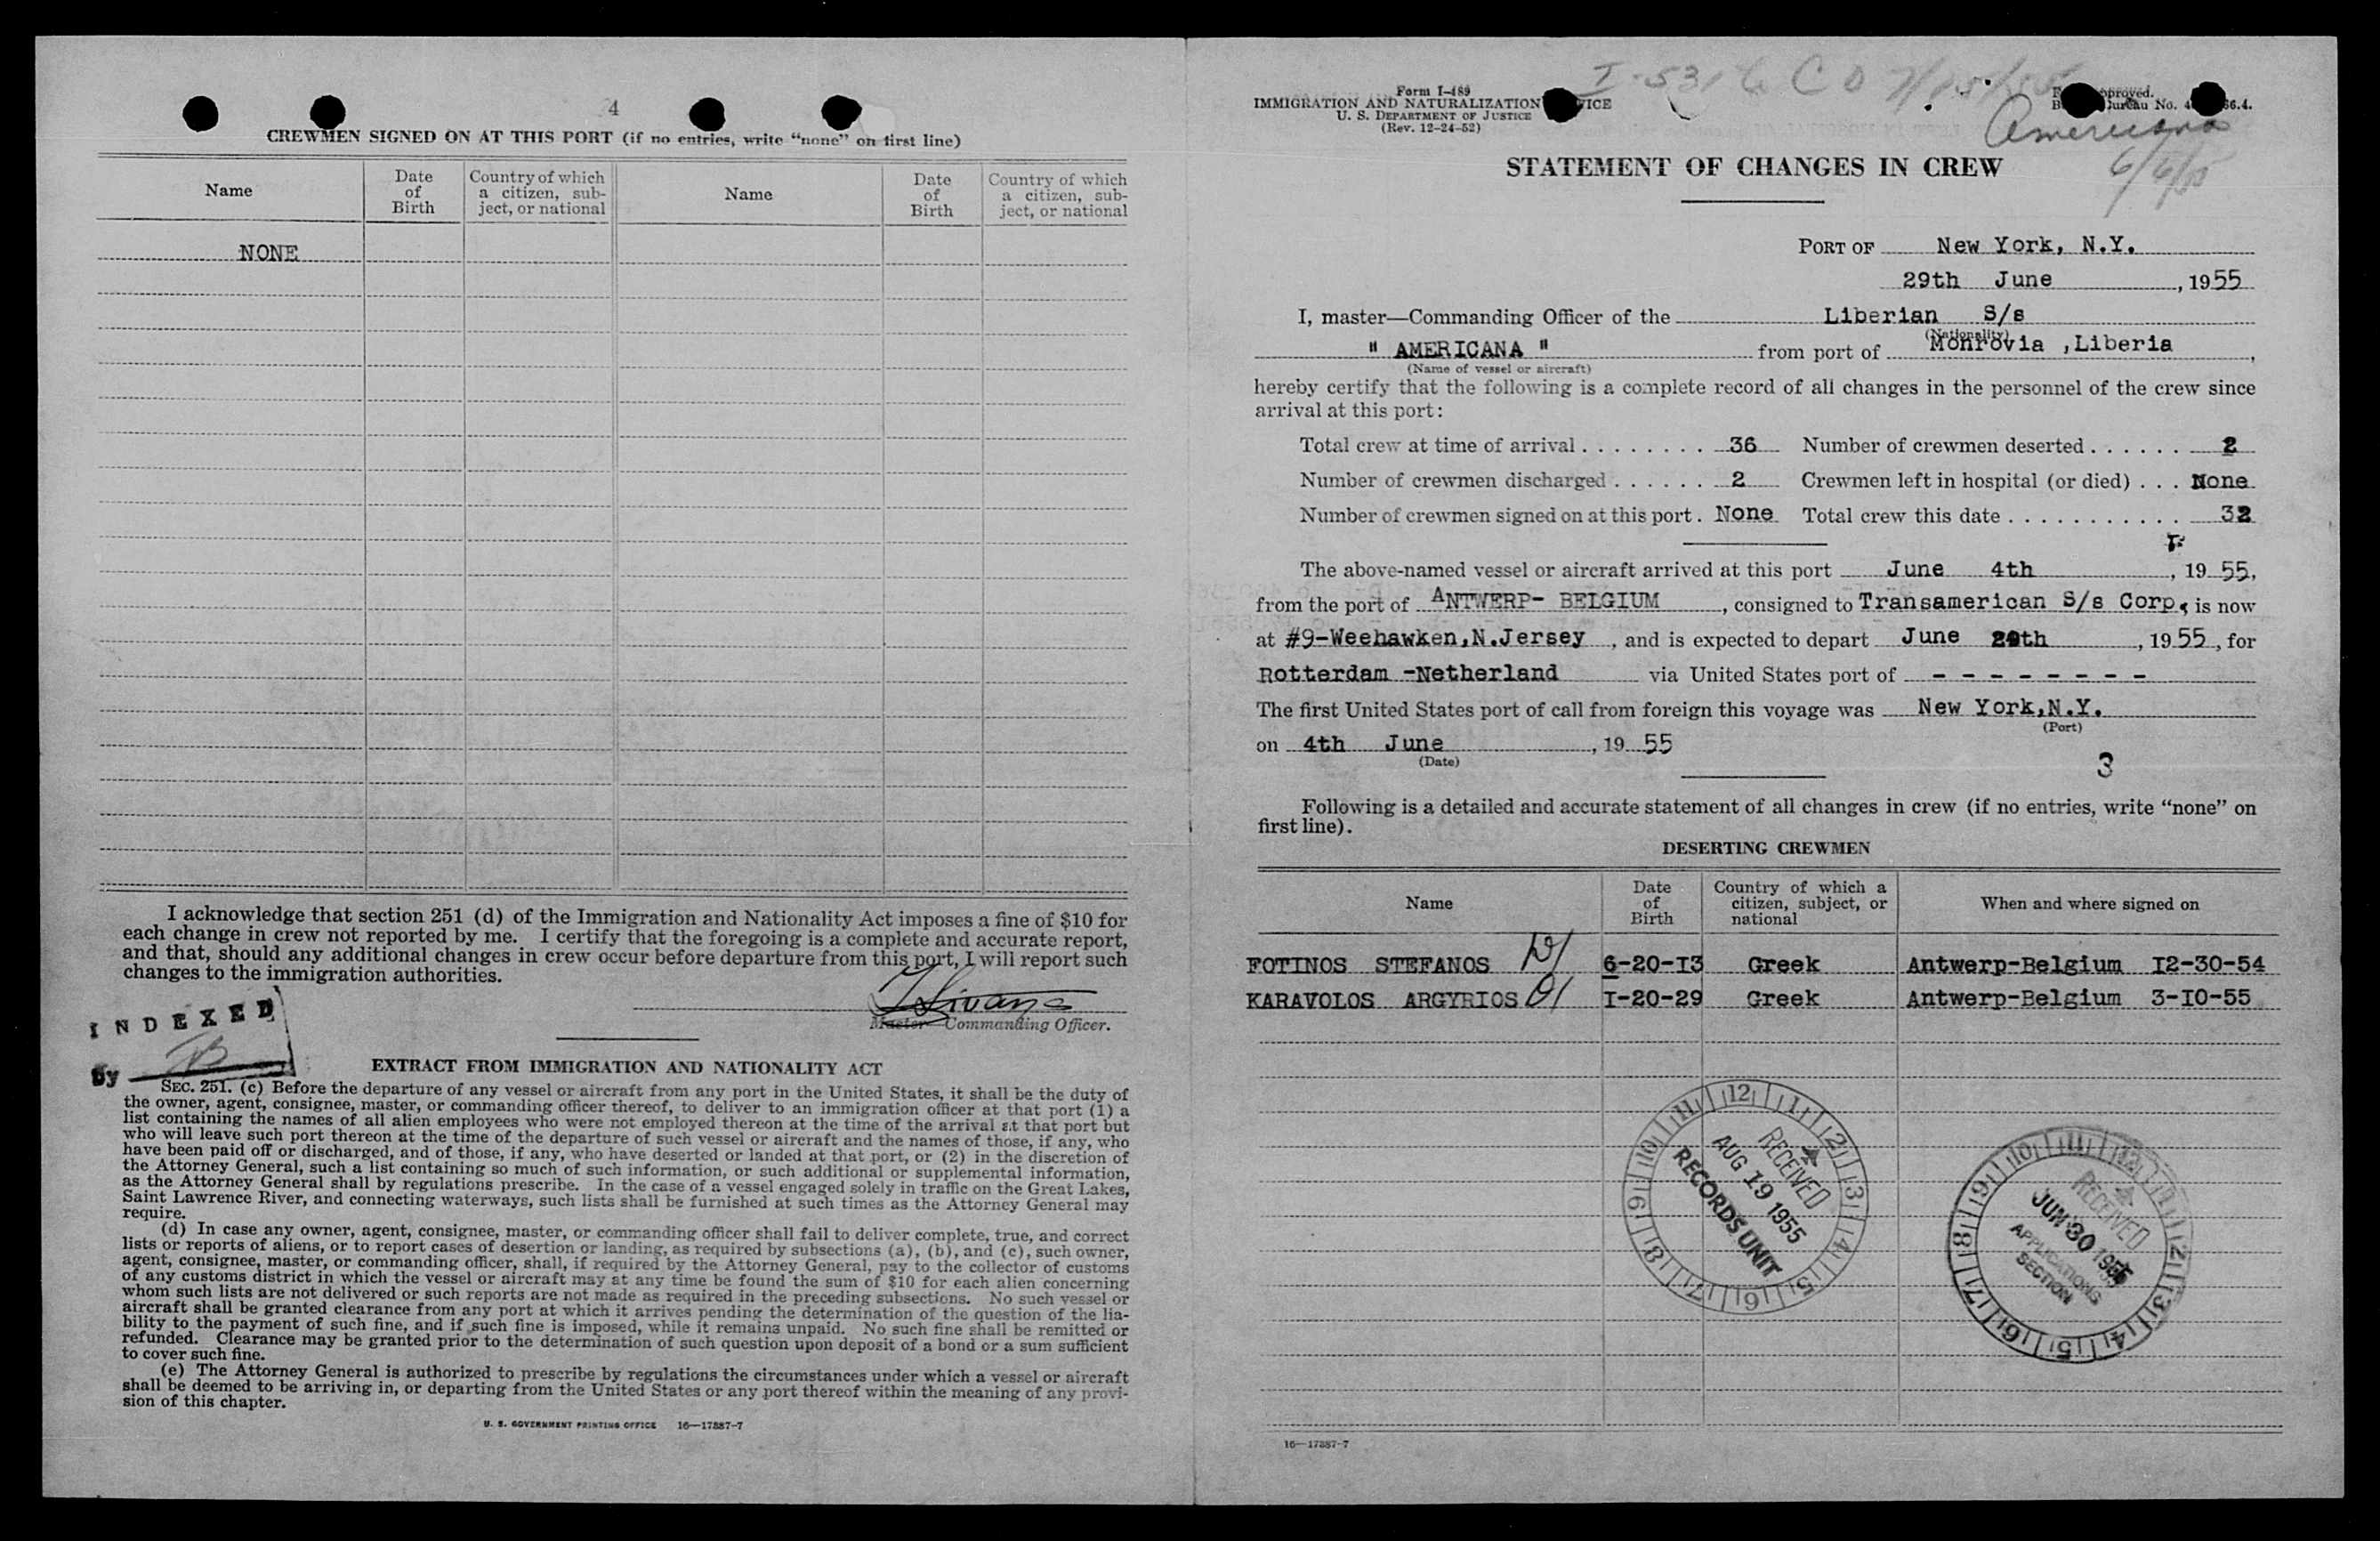 4
CREWMEN SIGNED ON AT THIS PORT (if no entries, write "none" on first line)
Name | Date of Birth | Country of which a citizen, subject, or national | Name | Date of Birth | Country of which a citizen, subject, or national
NONE
I acknowledge that section 251 (d) of the Immigration and Nationality Act imposes a fine of $10 for
each change in crew not reported by me. I certify that the foregoing is a complete and accurate report,
and that, should any additional changes in crew occur before departure from this port, I will report such
changes to the immigration authorities.
Master Commanding Officer.
INDEXED
By
EXTRACT FROM IMMIGRATION AND NATIONALITY ACT
SEC. 251. (c) Before the departure of any vessel or aircraft from any port in the United States, it shall be the duty of
the owner, agent, consignee, master, or commanding officer thereof, to deliver to an immigration officer at that port (1) a
list containing the names of all alien employees who were not employed thereon at the time of the arrival at that port but
who will leave such port thereon at the time of the departure of such vessel or aircraft and the names of those, if any, who
have been paid off or discharged, and of those, if any, who have deserted or landed at that port, or (2) in the discretion of
the Attorney General, such a list containing so much of such information, or such additional or supplemental information,
as the Attorney General shall by regulations prescribe. In the case of a vessel engaged solely in traffic on the Great Lakes,
Saint Lawrence River, and connecting waterways, such lists shall be furnished at such times as the Attorney General may
require.
(d) In case any owner, agent, consignee, master, or commanding officer shall fail to deliver complete, true, and correct
lists or reports of aliens, or to report cases of desertion or landing, as required by subsections (a), (b), and (c), such owner,
agent, consignee, master, or commanding officer, shall, if required by the Attorney General, pay to the collector of customs
of any customs district in which the vessel or aircraft may at any time be found the sum of $10 for each alien concerning
whom such lists are not delivered or such reports are not made as required in the preceding subsections. No such vessel or
aircraft shall be granted clearance from any port at which it arrives pending the determination of the question of the lia-
bility to the payment of such fine, and if such fine is imposed, while it remains unpaid. No such fine shall be remitted or
refunded. Clearance may be granted prior to the determination of such question upon deposit of a bond or a sum sufficient
to cover such fine.
(e) The Attorney General is authorized to prescribe by regulations the circumstances under which a vessel or aircraft
shall be deemed to be arriving in, or departing from the United States or any port thereof within the meaning of any provi-
sion of this chapter.
U. S. GOVERNMENT PRINTING OFFICE 16—17887-7
Form I-489
IMMIGRATION AND NATURALIZATION
U. S. DEPARTMENT OF JUSTICE
(Rev. 12-24-52)
Americana
STATEMENT OF CHANGES IN CREW
PORT OF New York, N.Y.
29th June, 1955
I, master—Commanding Officer of the Liberian S/s
(Nationality)
" AMERICANA " from port of Monrovia ,Liberia,
(Name of vessel or aircraft)
hereby certify that the following is a complete record of all changes in the personnel of the crew since
arrival at this port:
Total crew at time of arrival . . . . . . . . 36 Number of crewmen deserted . . . . . . 2
Number of crewmen discharged . . . . . . 2 Crewmen left in hospital (or died) . . . None
Number of crewmen signed on at this port . None Total crew this date . . . . . . . . . . . 32
The above-named vessel or aircraft arrived at this port June 4th, 19 55,
from the port of ANTWERP- BELGIUM, consigned to Transamerican S/s Corp, is now
at #9-Weehawken,N.Jersey, and is expected to depart June 29th, 1955, for
Rotterdam -Netherland via United States port of - - - - - - - -
The first United States port of call from foreign this voyage was New York,N.Y.
(Port)
on 4th June, 19 55
(Date)
3
Following is a detailed and accurate statement of all changes in crew (if no entries, write "none" on
first line).
DESERTING CREWMEN
Name | Date of Birth | Country of which a citizen, subject, or national | When and where signed on
FOTINOS STEFANOS 6-20-13 Greek Antwerp-Belgium 12-30-54
KARAVOLOS ARGYRIOS 1-20-29 Greek Antwerp-Belgium 3-10-55
12 1 2 3 4 5 6 7 8 9 10 11
RECEIVED
AUG 19 1955
RECORDS UNIT
10 11 12 1 2 3 4 5 6 7 8 9
RECEIVED
JUN 30 1955
APPLICATIONS
SECTION
16—17887-7